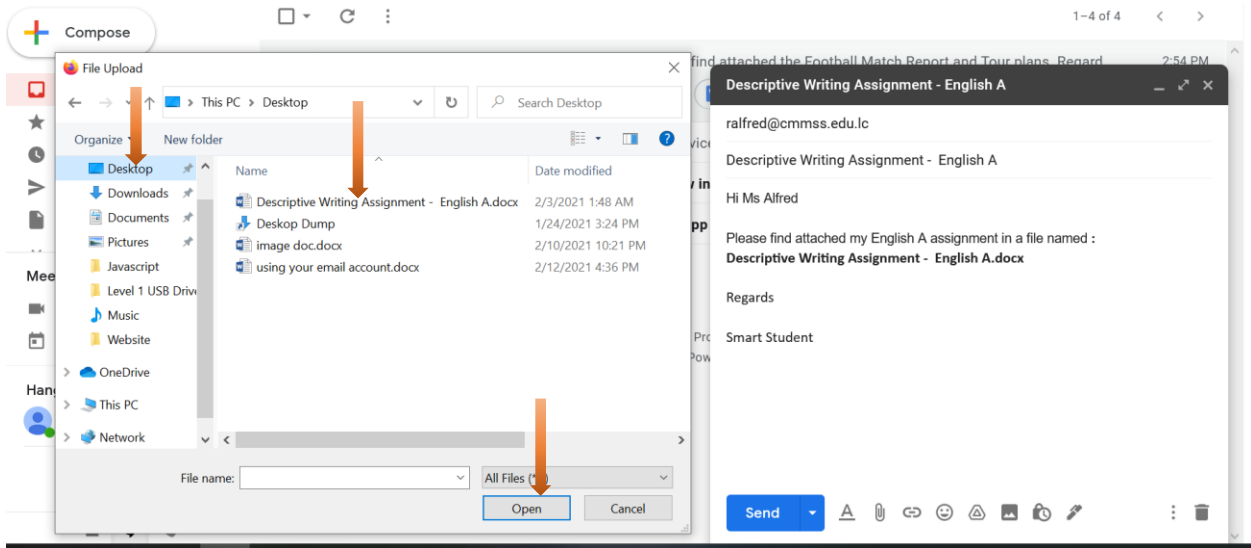 Compose
1–4 of 4
find attached the Football Match Report and Tour plans. Regard
2:54 PM
File Upload
This PC > Desktop
Search Desktop
Organize
New folder
Desktop
Downloads
Documents
Pictures
Javascript
Level 1 USB Drive
Music
Website
OneDrive
This PC
Network
Name
Date modified
Descriptive Writing Assignment - English A.docx 2/3/2021 1:48 AM
Deskop Dump 1/24/2021 3:24 PM
image doc.docx 2/10/2021 10:21 PM
using your email account.docx 2/12/2021 4:36 PM
File name:
All Files (*.*)
Open
Cancel
Mee
Hang
Descriptive Writing Assignment - English A
ralfred@cmmss.edu.lc
Descriptive Writing Assignment - English A
Hi Ms Alfred
Please find attached my English A assignment in a file named :
Descriptive Writing Assignment - English A.docx
Regards
Smart Student
Send